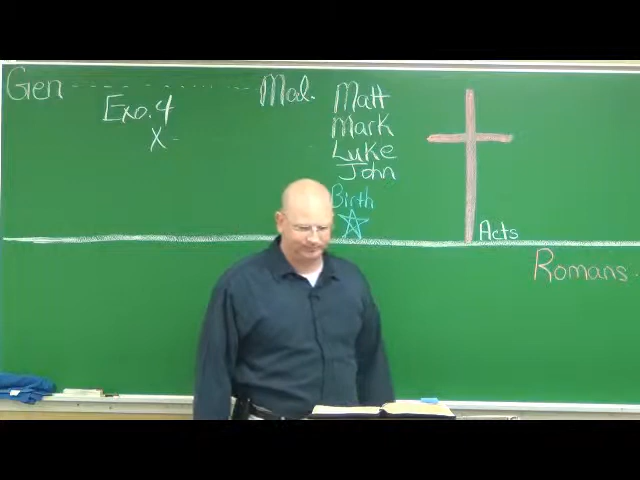 Gen - - - - - - - - - - Mal.
Exo. 4
X -
Matt
Mark
Luke
John
Birth
Acts
Romans -